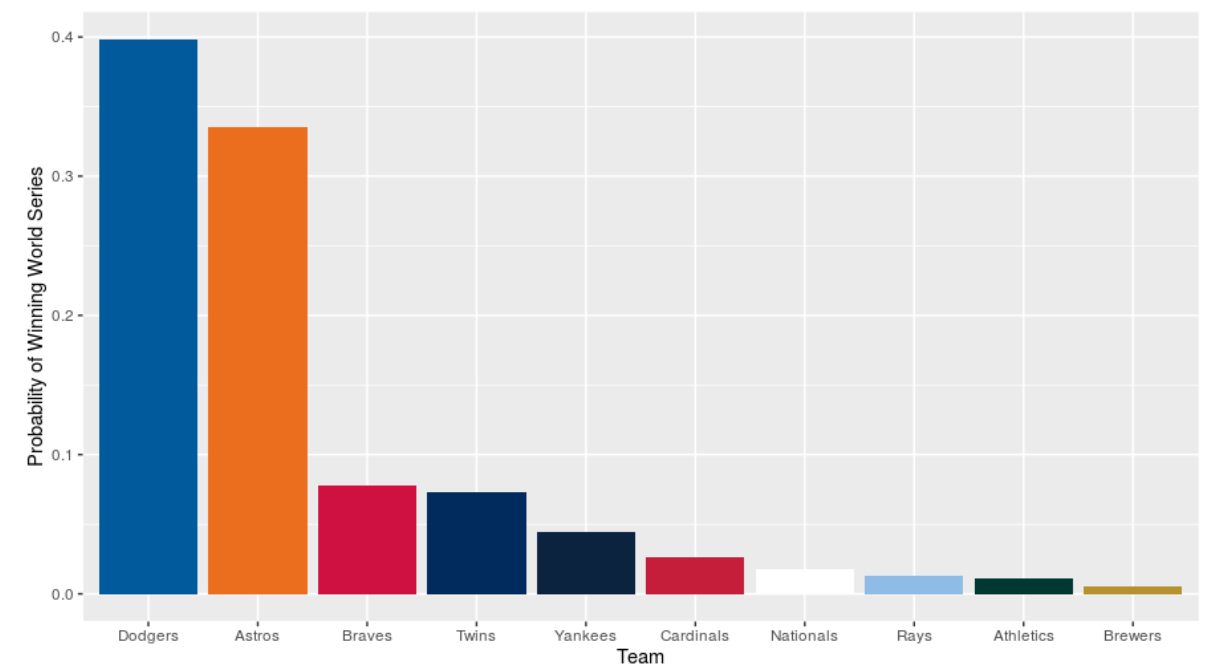 Probability of Winning World Series
0.4
0.3
0.2
0.1
0.0
Dodgers Astros Braves Twins Yankees Cardinals Nationals Rays Athletics Brewers
Team